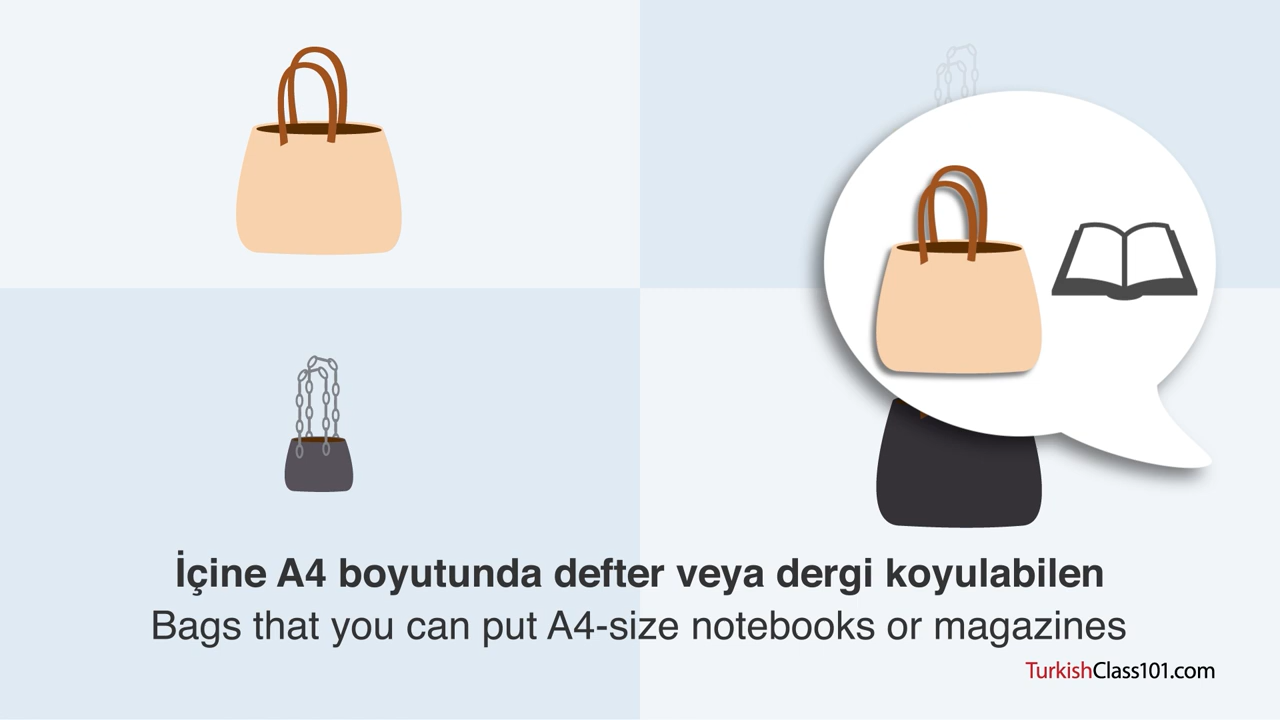 İçine A4 boyutunda defter veya dergi koyulabilen
Bags that you can put A4-size notebooks or magazines
TurkishClass101.com